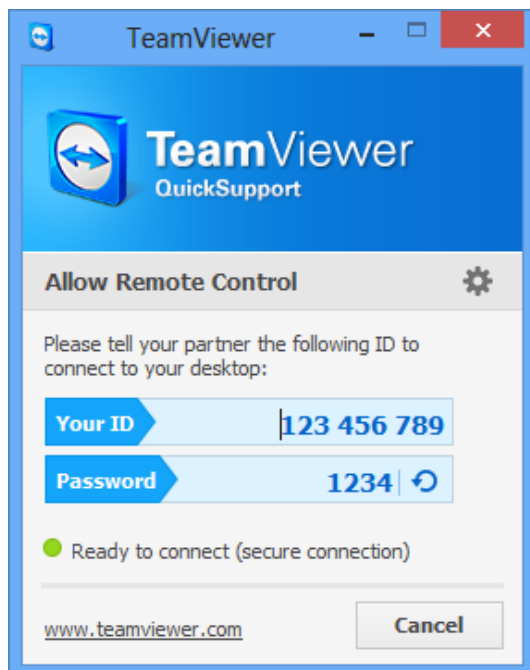 TeamViewer
TeamViewer
QuickSupport
Allow Remote Control
Please tell your partner the following ID to
connect to your desktop:
Your ID 123 456 789
Password 1234
Ready to connect (secure connection)
www.teamviewer.com Cancel